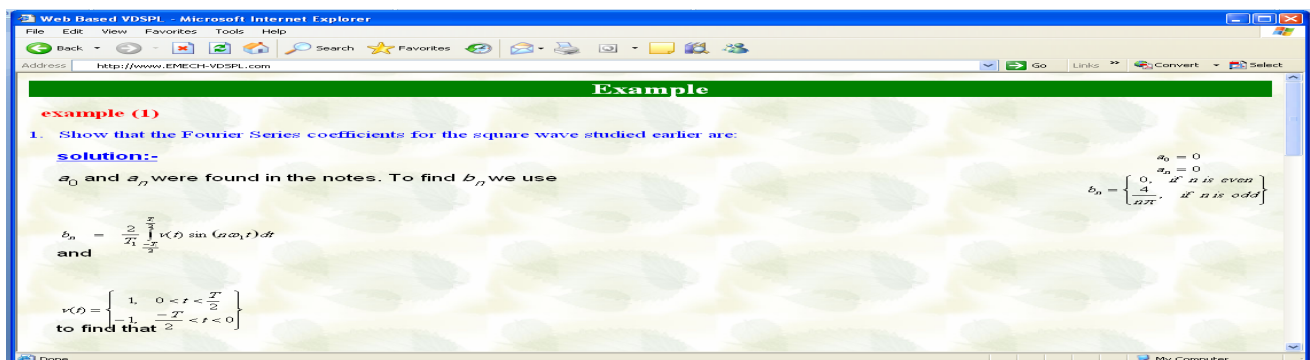 Web Based VDSPL - Microsoft Internet Explorer
File Edit View Favorites Tools Help
Back Search Favorites
Address http://www.EMECH-VDSPL.com Go Links » Convert Select
Example
example (1)
1. Show that the Fourier Series coefficients for the square wave studied earlier are:
a₀ = 0
aₙ = 0
bₙ = { 0, if n is even
4/nπ, if n is odd }
solution:-
a₀ and aₙ were found in the notes. To find bₙ we use
bₙ = 2/T₁ ∫_{-T/2}^{T/2} v(t) sin (nω₁t) dt
and
v(t) = { 1, 0 < t < T/2
-1, -T/2 < t < 0 }
to find that
Done My Computer